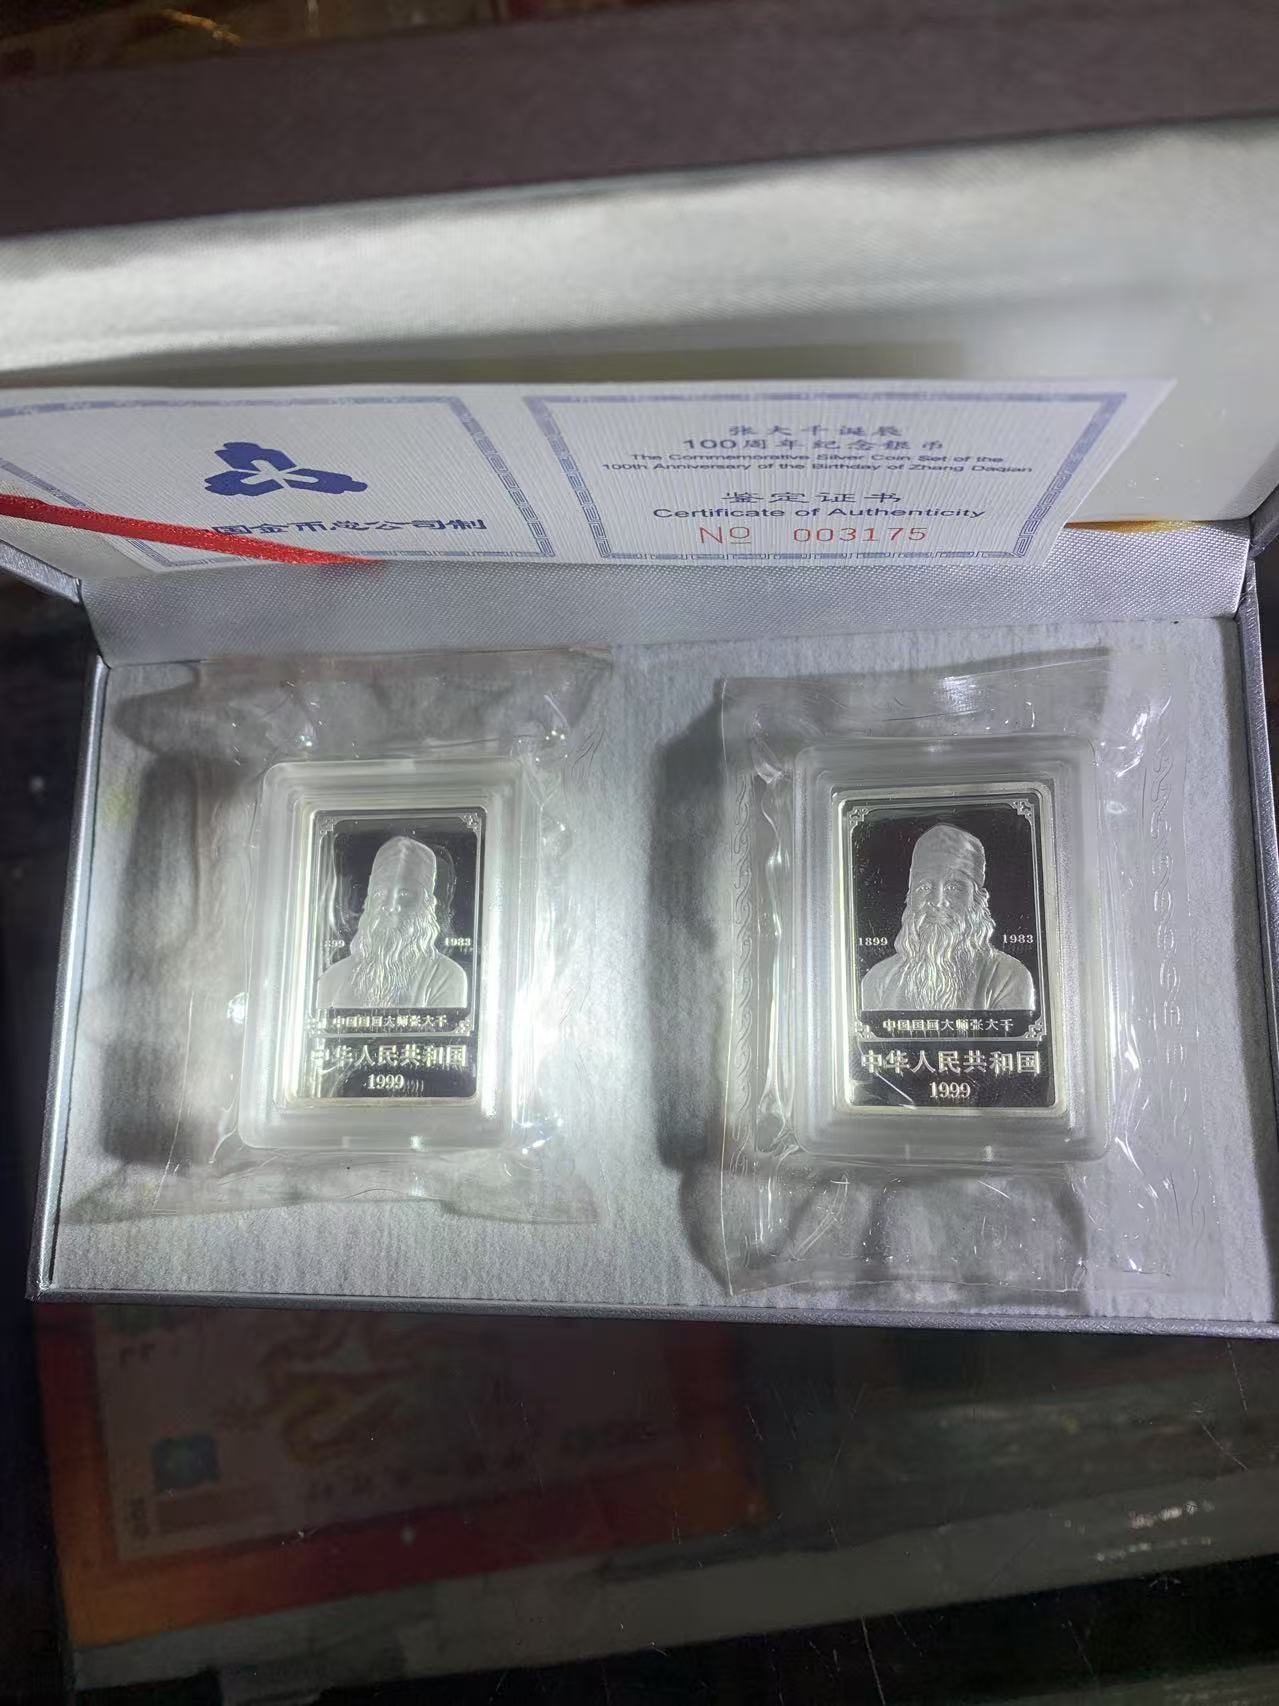 国金币总公司制
张大千诞辰
100周年纪念银币
The Commemorative Silver Coin Set of the
100th Anniversary of the Birthday of Zhang Daqian
鉴定证书
Certificate of Authenticity
No 003175
899 1983
中国国画大师张大千
中华人民共和国
1999
1899 1983
中国国画大师张大千
中华人民共和国
1999